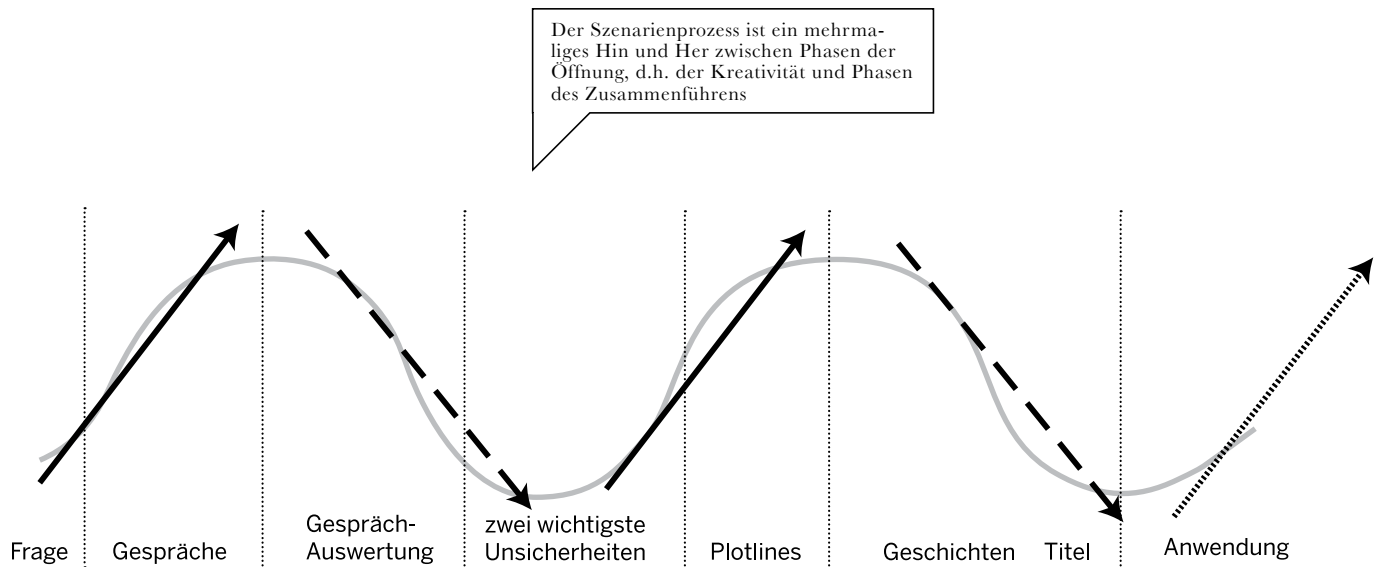 Der Szenarienprozess ist ein mehrma-
liges Hin und Her zwischen Phasen der
Öffnung, d.h. der Kreativität und Phasen
des Zusammenführens
Frage
Gespräche
Gespräch-
Auswertung
zwei wichtigste
Unsicherheiten
Plotlines
Geschichten
Titel
Anwendung